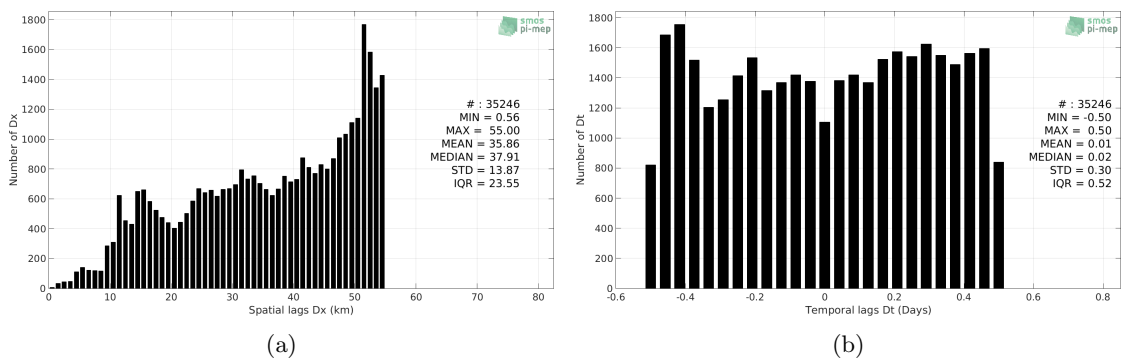 1800
1600
1400
1200
1000
800
600
400
200
0
Number of Dx
0 10 20 30 40 50 60 70 80
Spatial lags Dx (km)
smos
pi-mep
# : 35246
MIN = 0.56
MAX = 55.00
MEAN = 35.86
MEDIAN = 37.91
STD = 13.87
IQR = 23.55
(a)
1800
1600
1400
1200
1000
800
600
400
200
0
Number of Dt
-0.6 -0.4 -0.2 0 0.2 0.4 0.6 0.8
Temporal lags Dt (Days)
smos
pi-mep
# : 35246
MIN = -0.50
MAX = 0.50
MEAN = 0.01
MEDIAN = 0.02
STD = 0.30
IQR = 0.52
(b)